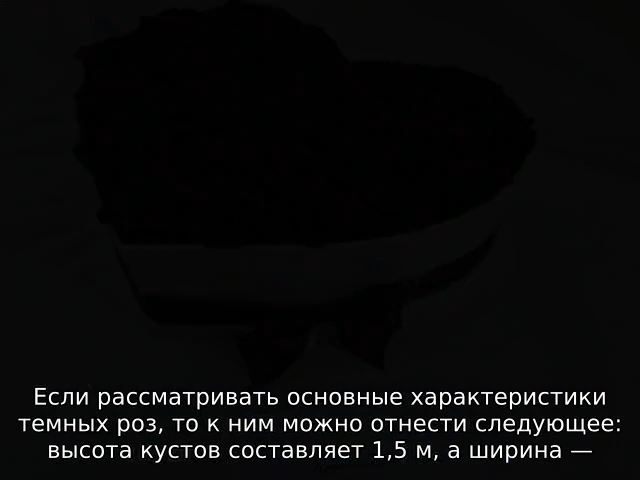 Если рассматривать основные характеристики
темных роз, то к ним можно отнести следующее:
высота кустов составляет 1,5 м, а ширина —